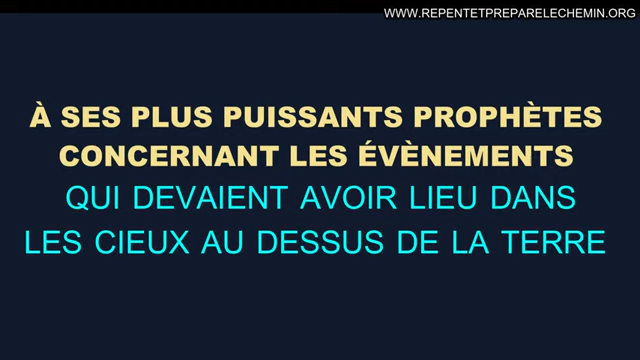 WWW.REPENTETPREPARELECHEMIN.ORG
À SES PLUS PUISSANTS PROPHÈTES
CONCERNANT LES ÉVÈNEMENTS
QUI DEVAIENT AVOIR LIEU DANS
LES CIEUX AU DESSUS DE LA TERRE